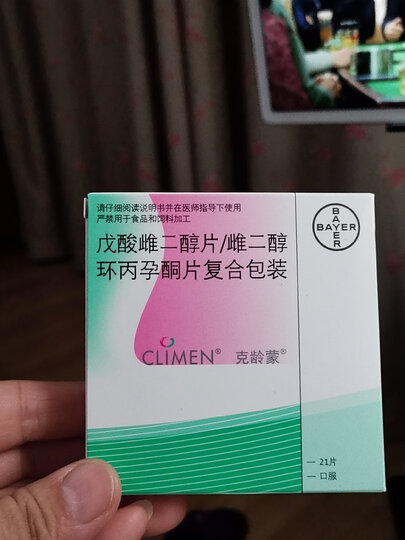 请仔细阅读说明书并在医师指导下使用
严禁用于食品和饲料加工
BAYER
BAYER
戊酸雌二醇片/雌二醇
环丙孕酮片复合包装
CLIMEN® 克龄蒙®
21片
口服